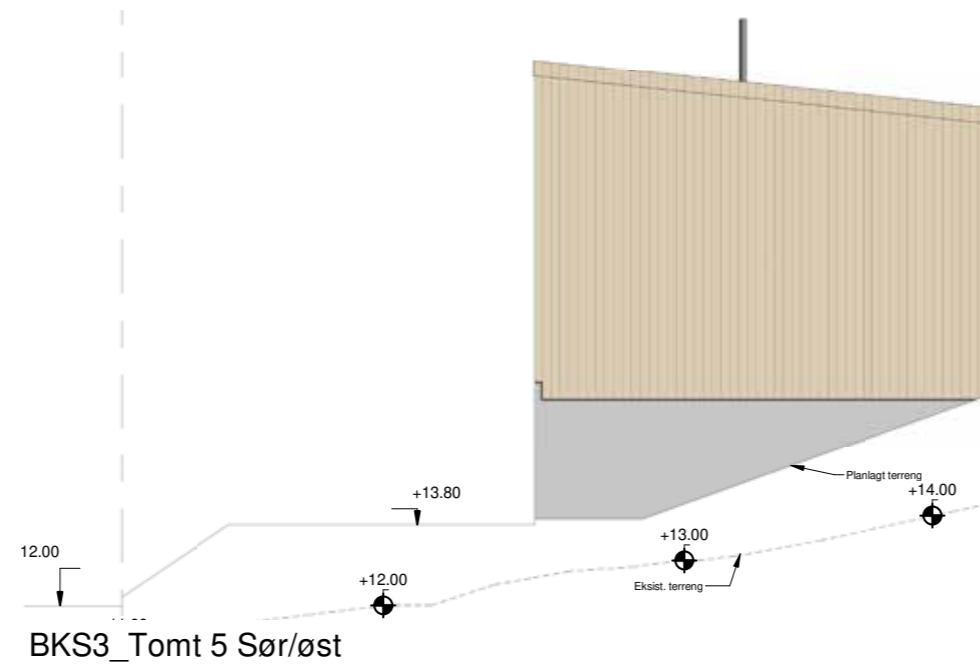 Planlagt terreng
+13.80
+14.00
+13.00
12.00
Eksist. terreng
+12.00
BKS3_Tomt 5 Sør/øst